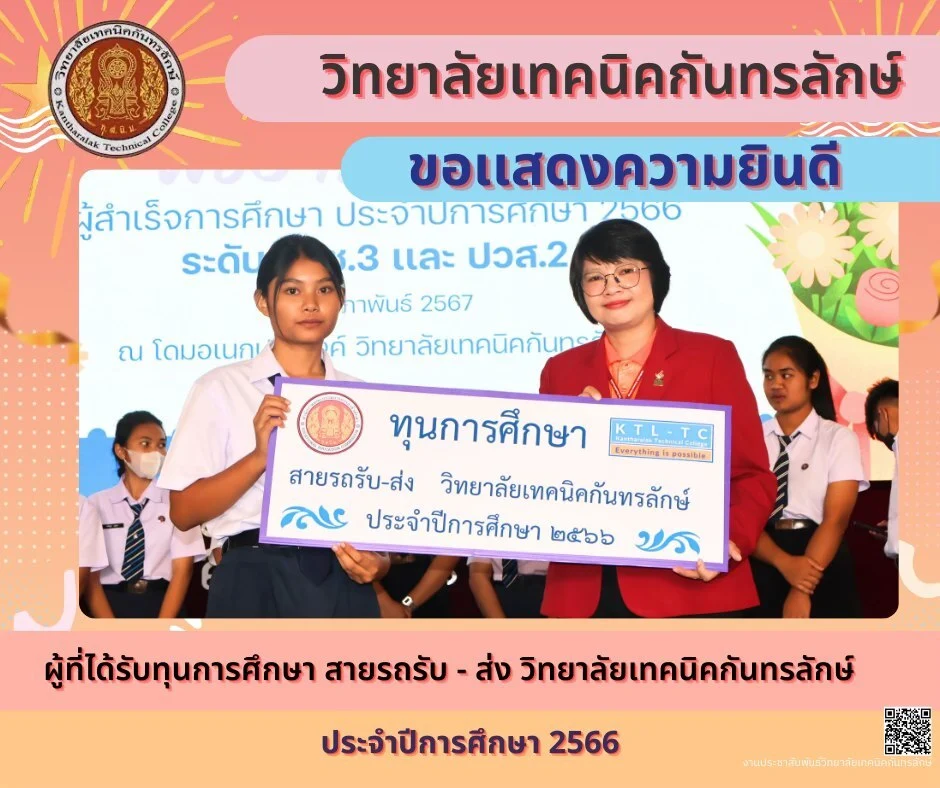 วิทยาลัยเทคนิคกันทรลักษ์
ขอแสดงความยินดี
วิทยาลัยเทคนิคกันทรลักษ์
Kantharalak Technical College
ผู้สำเร็จการศึกษา ประจำปีการศึกษา 2566
3 และ ปวส.2
2567
ณ โดมอเนก วิทยาลัยเทคนิคกันทร
ทุนการศึกษา
KTL-TC
Kantharalak Technical College
Everything is possible
สายรถรับ-ส่ง วิทยาลัยเทคนิคกันทรลักษ์
ประจำปีการศึกษา ๒๕๖๖
ผู้ที่ได้รับทุนการศึกษา สายรถรับ - ส่ง วิทยาลัยเทคนิคกันทรลักษ์
ประจำปีการศึกษา 2566
งานประชาสัมพันธ์วิทยาลัยเทคนิคกันทรลักษ์